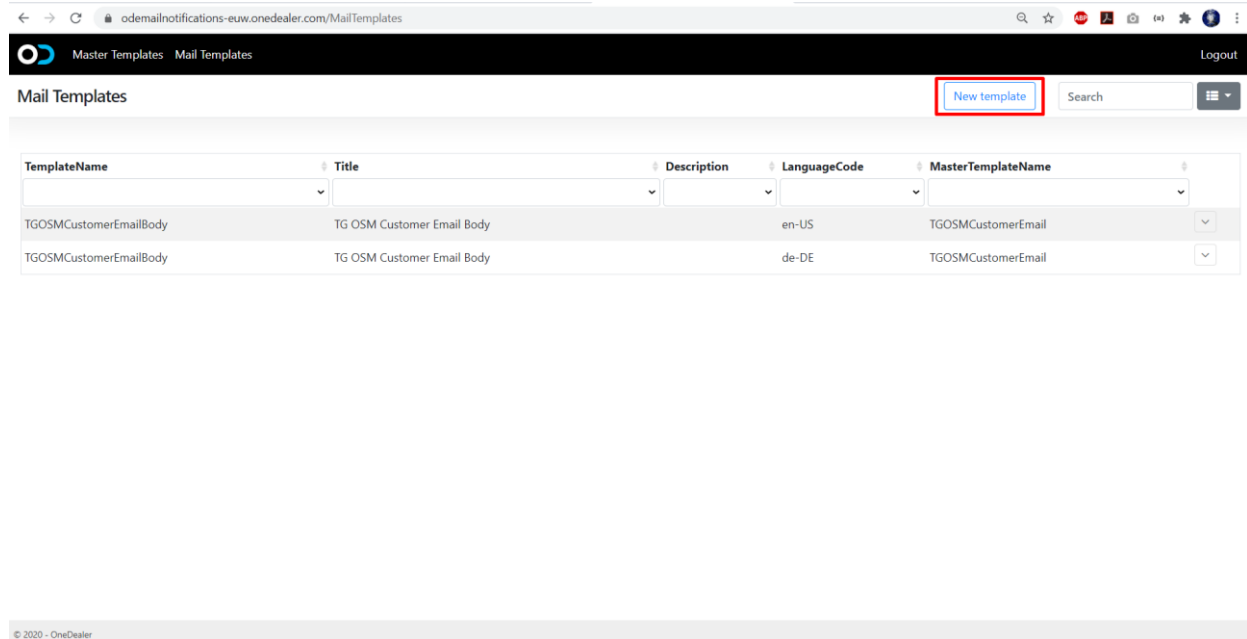 odemailnotifications-euw.onedealer.com/MailTemplates
ABP
Master Templates Mail Templates Logout
Mail Templates New template Search
TemplateName Title Description LanguageCode MasterTemplateName
TGOSMCustomerEmailBody TG OSM Customer Email Body en-US TGOSMCustomerEmail
TGOSMCustomerEmailBody TG OSM Customer Email Body de-DE TGOSMCustomerEmail
© 2020 - OneDealer